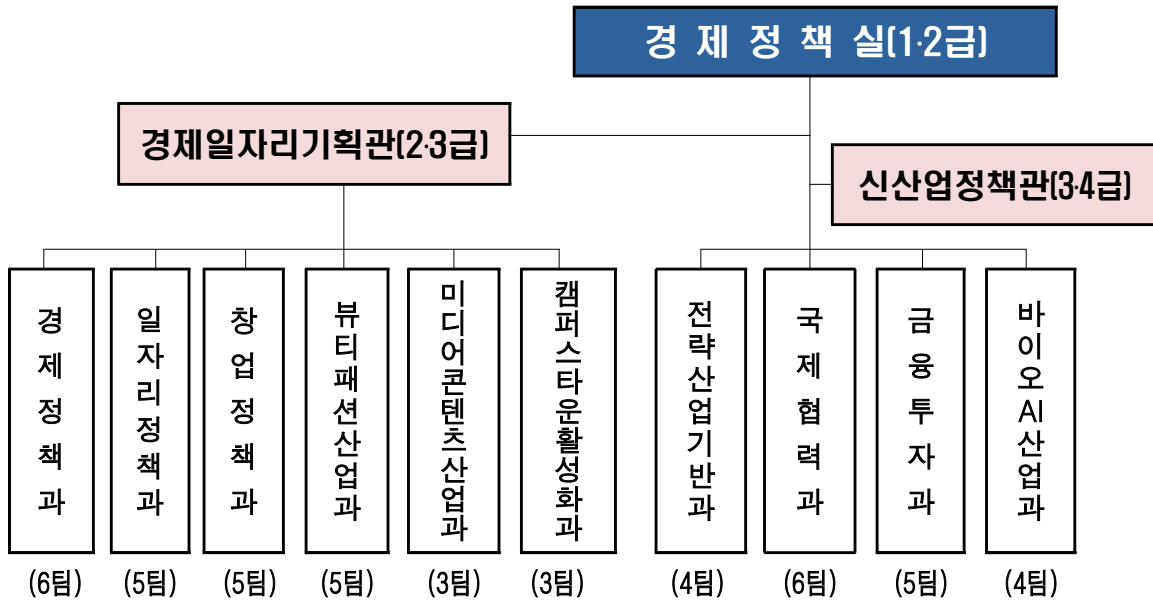 경 제 정 책 실(1·2급)
경제일자리기획관(2·3급)
신산업정책관(3·4급)
경제정책과
일자리정책과
창업정책과
뷰티패션산업과
미디어콘텐츠산업과
캠퍼스타운활성화과
전략산업기반과
국제협력과
금융투자과
바이오AI산업과
(6팀)
(5팀)
(5팀)
(5팀)
(3팀)
(3팀)
(4팀)
(6팀)
(5팀)
(4팀)